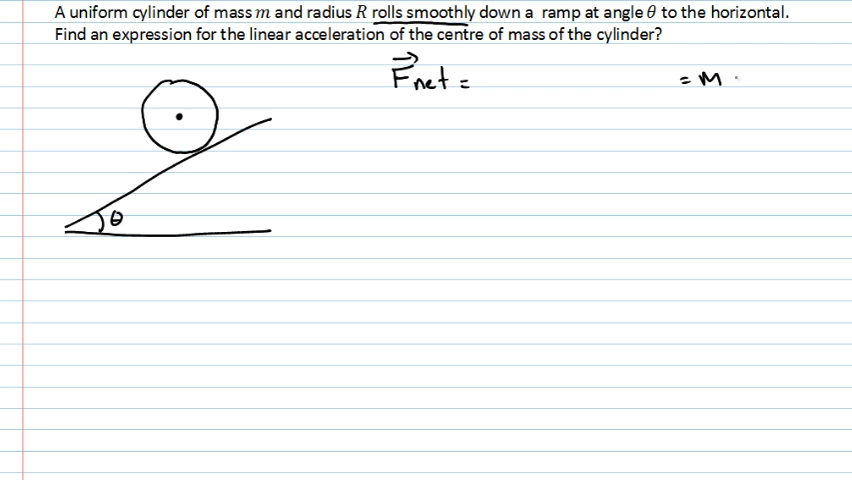 A uniform cylinder of mass m and radius R rolls smoothly down a ramp at angle θ to the horizontal.
Find an expression for the linear acceleration of the centre of mass of the cylinder?
F⃗net = = m
θ